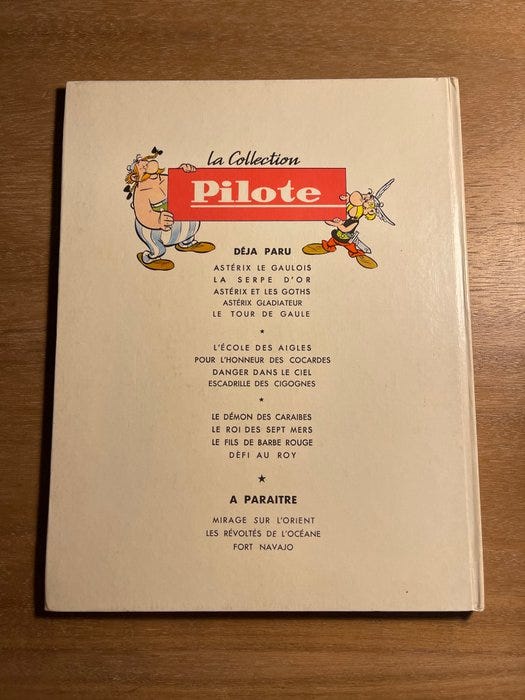 La Collection
Pilote
DÉJA PARU
ASTÉRIX LE GAULOIS
LA SERPE D'OR
ASTÉRIX ET LES GOTHS
ASTÉRIX GLADIATEUR
LE TOUR DE GAULE
L'ÉCOLE DES AIGLES
POUR L'HONNEUR DES COCARDES
DANGER DANS LE CIEL
ESCADRILLE DES CIGOGNES
LE DÉMON DES CARAIBES
LE ROI DES SEPT MERS
LE FILS DE BARBE ROUGE
DÉFI AU ROY
A PARAITRE
MIRAGE SUR L'ORIENT
LES RÉVOLTÉS DE L'OCÉANE
FORT NAVAJO